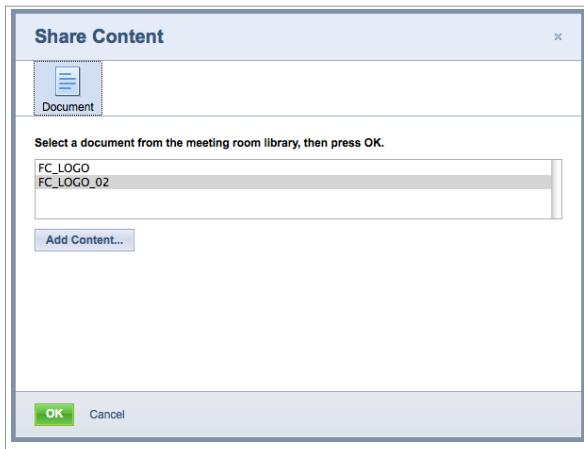 Share Content
Document
Select a document from the meeting room library, then press OK.
FC_LOGO
FC_LOGO_02
Add Content...
OK Cancel